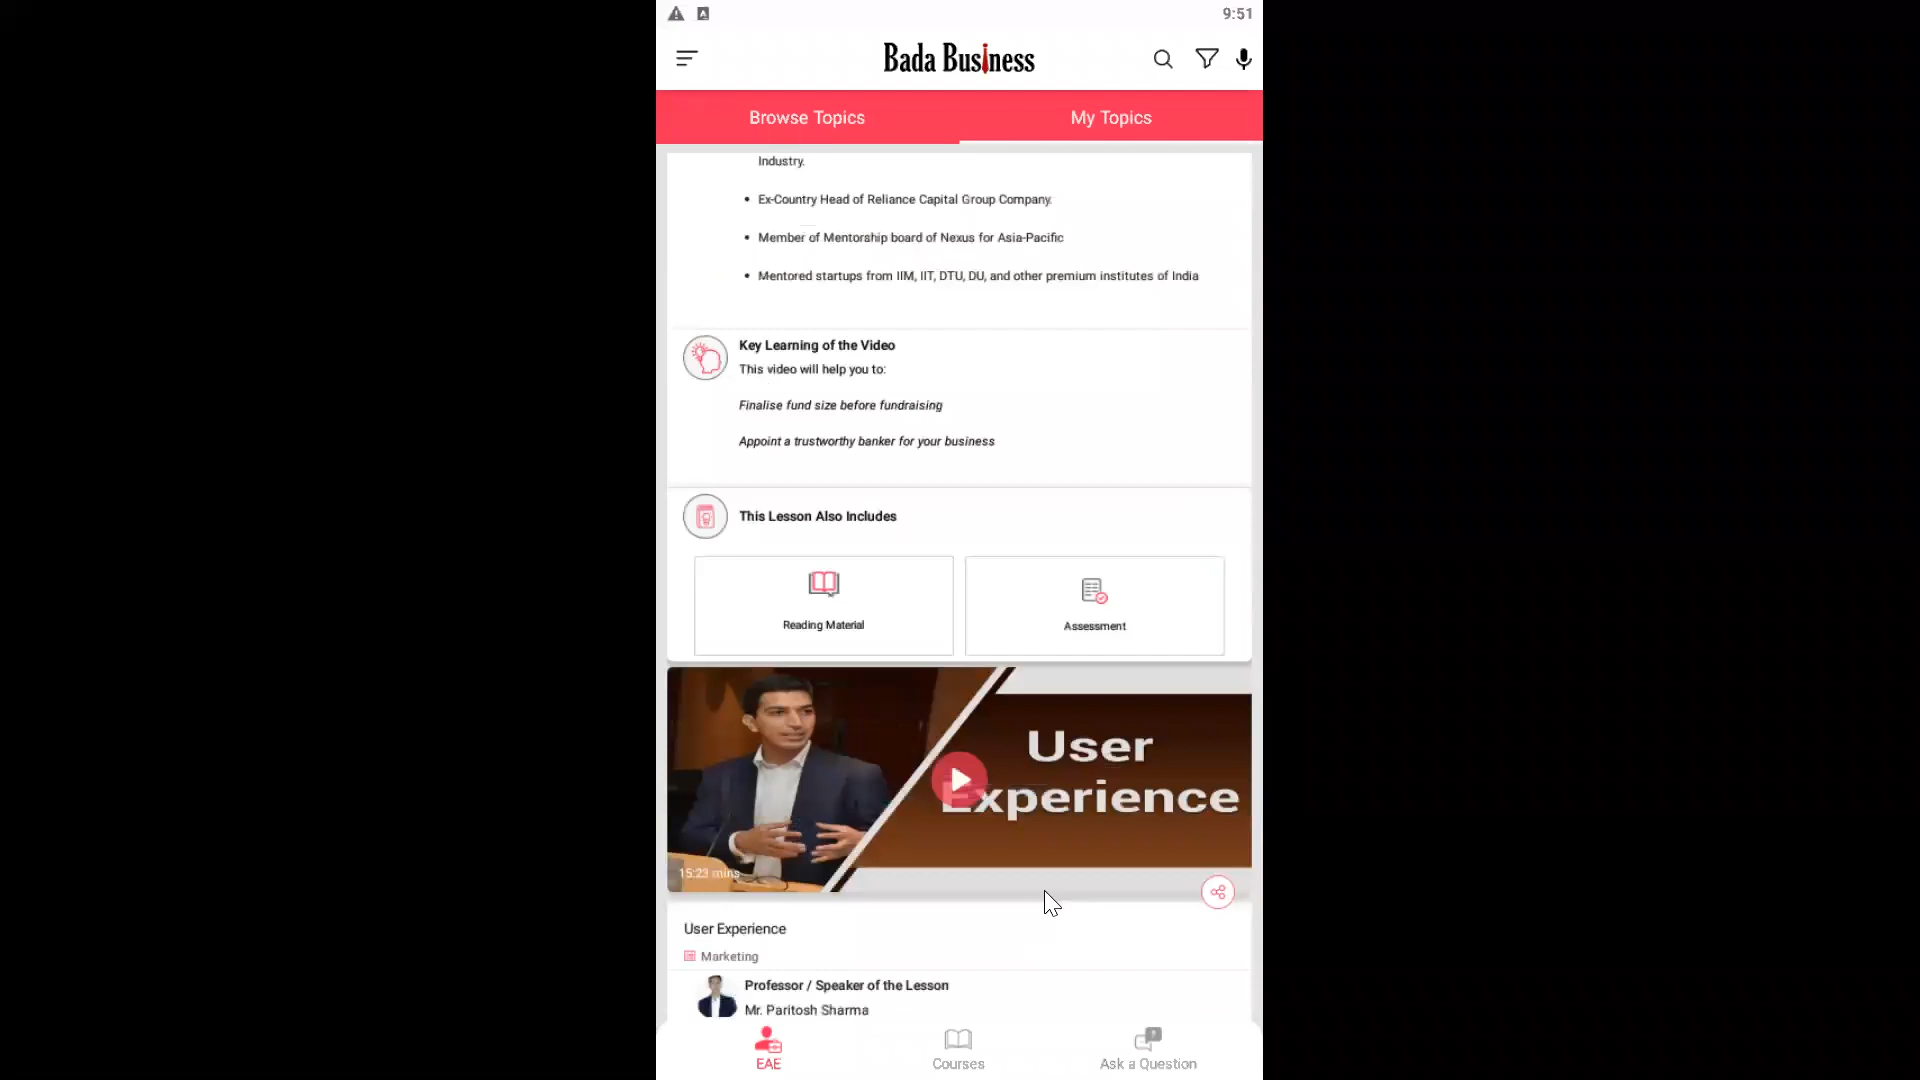 9:51
Bada Business
Browse Topics
My Topics
Industry.
• Ex-Country Head of Reliance Capital Group Company.
• Member of Mentorship board of Nexus for Asia-Pacific
• Mentored startups from IIM, IIT, DTU, DU, and other premium institutes of India
Key Learning of the Video
This video will help you to:
Finalise fund size before fundraising
Appoint a trustworthy banker for your business
This Lesson Also Includes
Reading Material
Assessment
User
Experience
15:23 mins
User Experience
Marketing
Professor / Speaker of the Lesson
Mr. Paritosh Sharma
EAE
Courses
Ask a Question